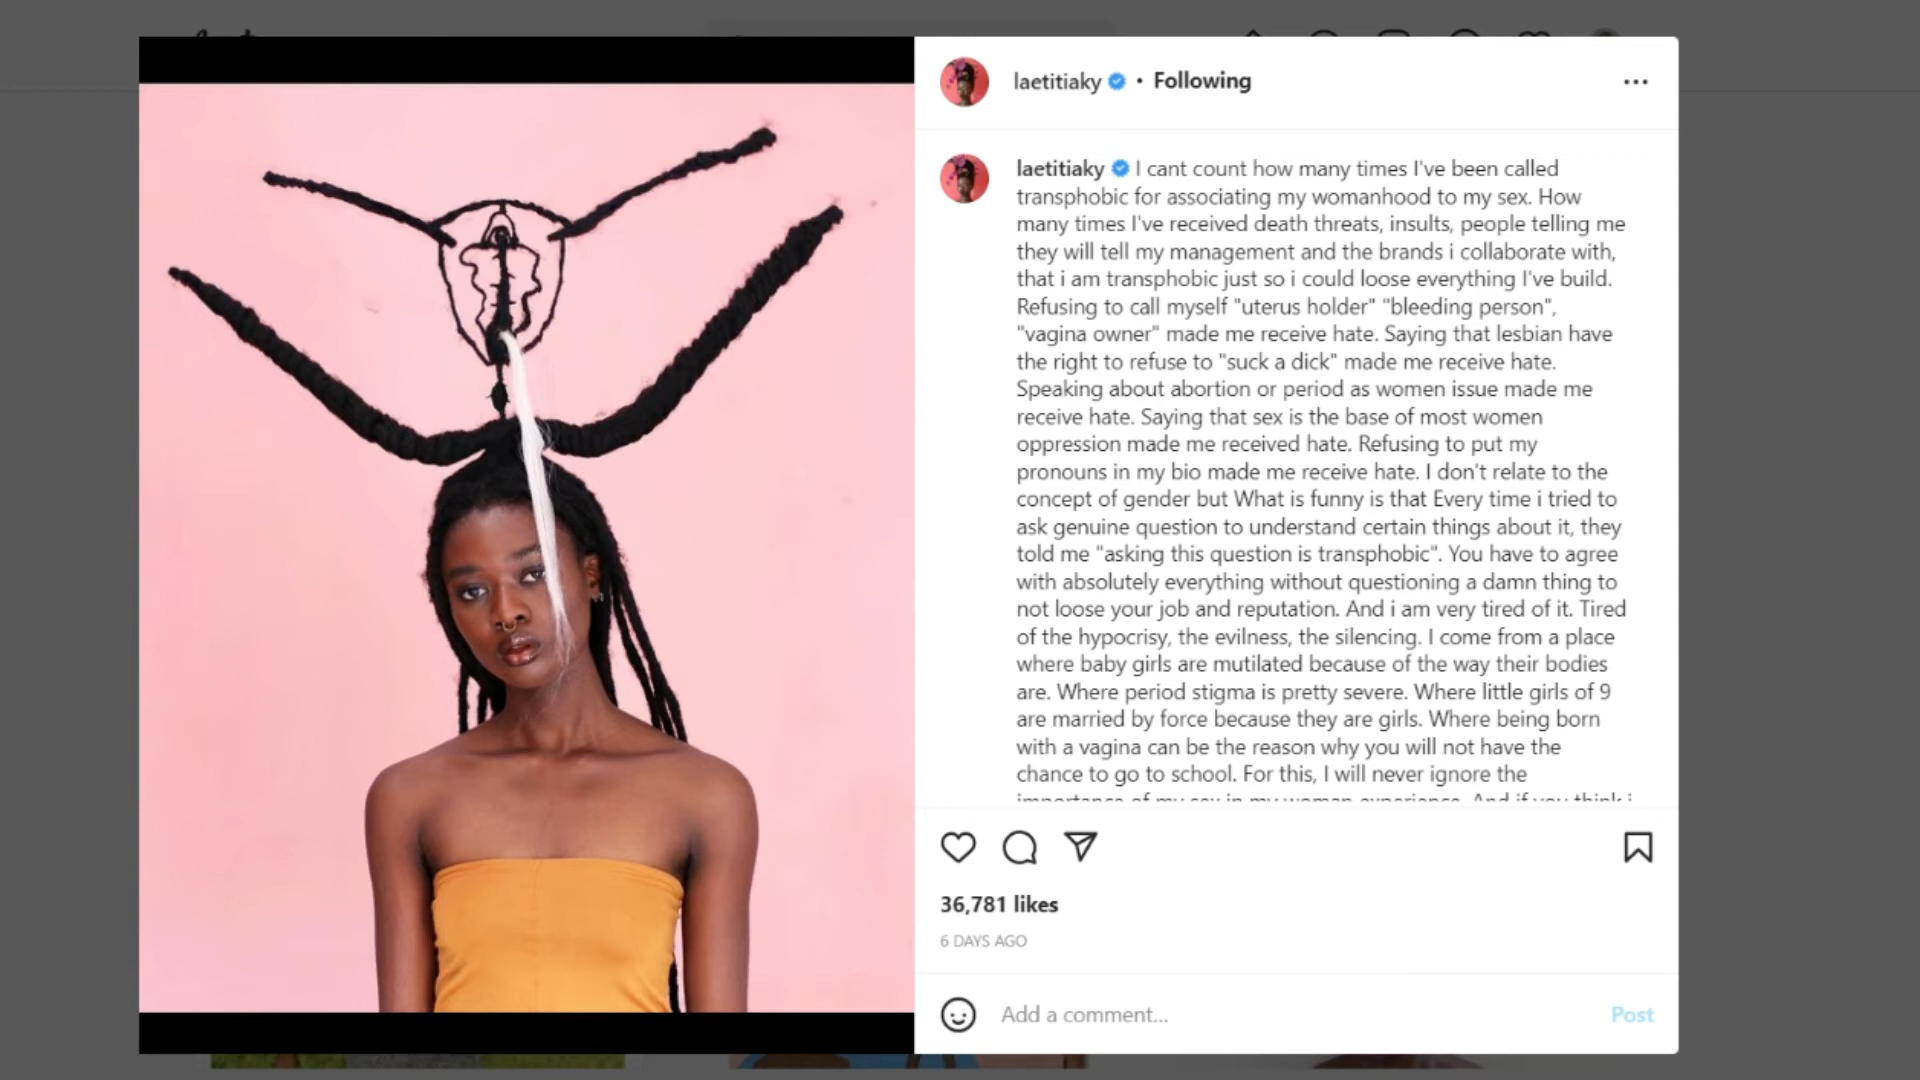 laetitiaky • Following
laetitiaky I cant count how many times I've been called
transphobic for associating my womanhood to my sex. How
many times I've received death threats, insults, people telling me
they will tell my management and the brands i collaborate with,
that i am transphobic just so i could loose everything I've build.
Refusing to call myself "uterus holder" "bleeding person",
"vagina owner" made me receive hate. Saying that lesbian have
the right to refuse to "suck a dick" made me receive hate.
Speaking about abortion or period as women issue made me
receive hate. Saying that sex is the base of most women
oppression made me received hate. Refusing to put my
pronouns in my bio made me receive hate. I don't relate to the
concept of gender but What is funny is that Every time i tried to
ask genuine question to understand certain things about it, they
told me "asking this question is transphobic". You have to agree
with absolutely everything without questioning a damn thing to
not loose your job and reputation. And i am very tired of it. Tired
of the hypocrisy, the evilness, the silencing. I come from a place
where baby girls are mutilated because of the way their bodies
are. Where period stigma is pretty severe. Where little girls of 9
are married by force because they are girls. Where being born
with a vagina can be the reason why you will not have the
chance to go to school. For this, I will never ignore the
importance of my sex in my woman experience. And if you think i
36,781 likes
6 DAYS AGO
Add a comment...
Post